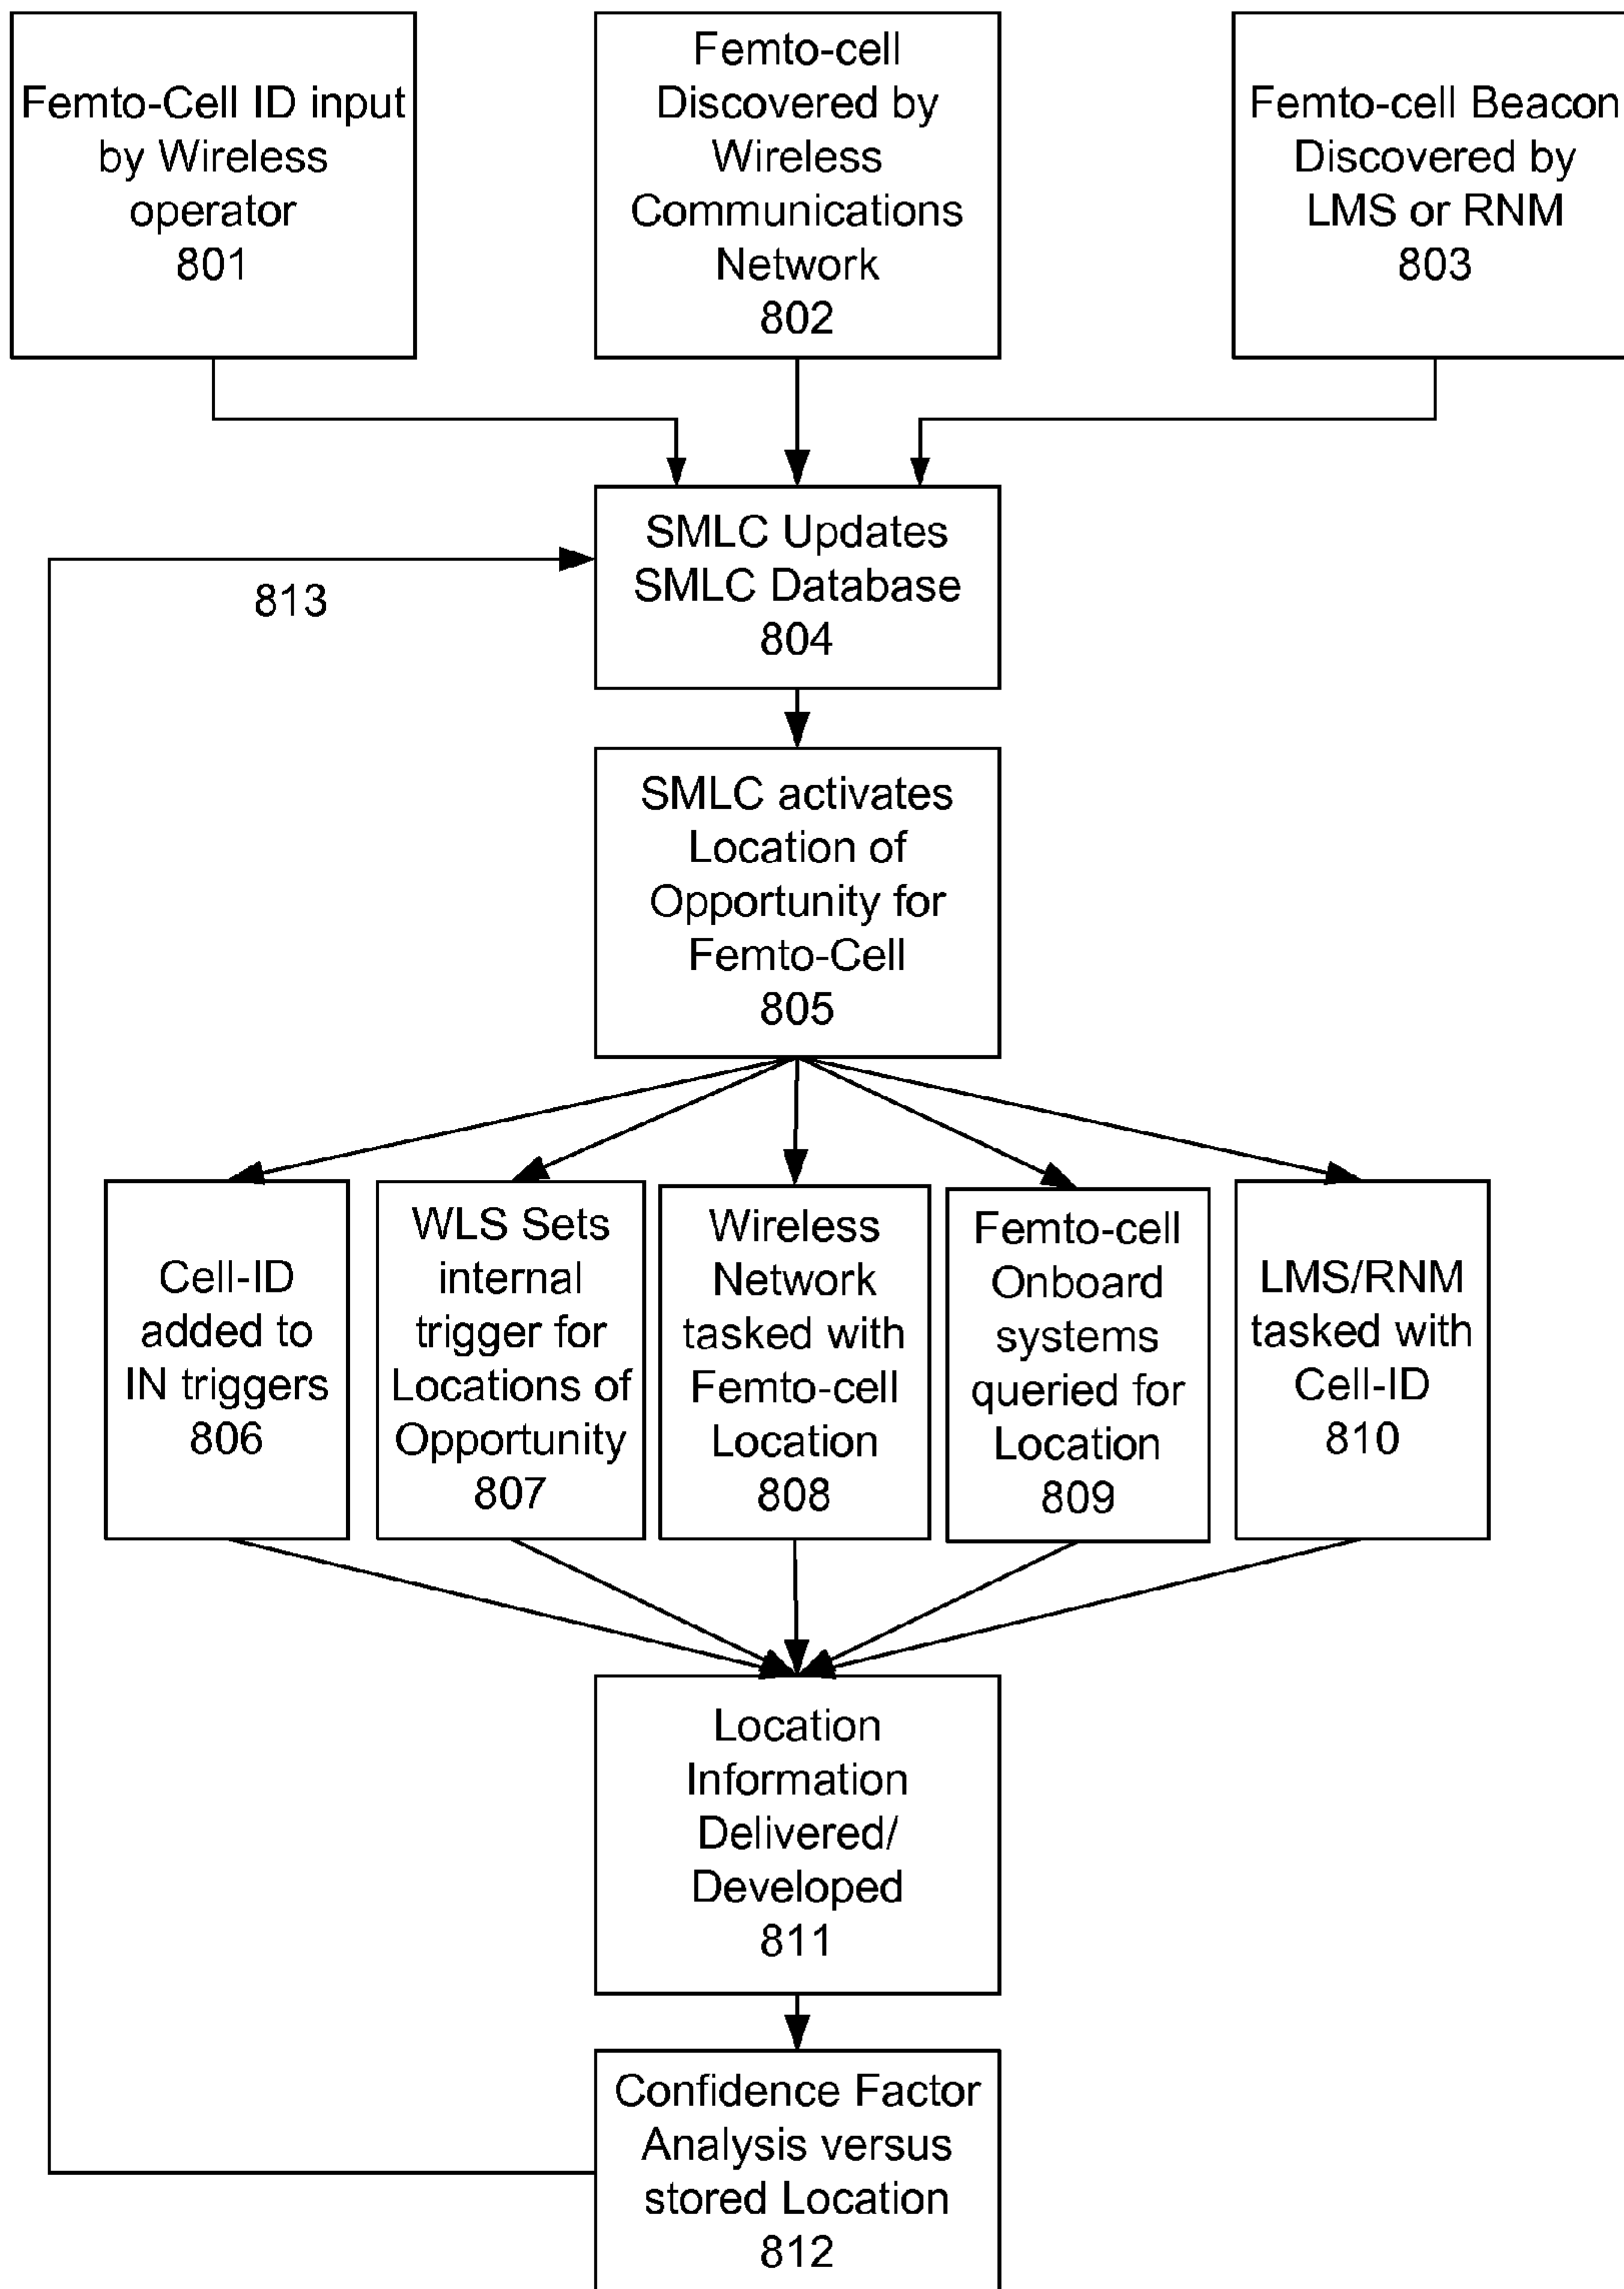 Femto-Cell ID input
by Wireless
operator
801
Femto-cell
Discovered by
Wireless
Communications
Network
802
Femto-cell Beacon
Discovered by
LMS or RNM
803
SMLC Updates
SMLC Database
804
813
SMLC activates
Location of
Opportunity for
Femto-Cell
805
Cell-ID
added to
IN triggers
806
WLS Sets
internal
trigger for
Locations of
Opportunity
807
Wireless
Network
tasked with
Femto-cell
Location
808
Femto-cell
Onboard
systems
queried for
Location
809
LMS/RNM
tasked with
Cell-ID
810
Location
Information
Delivered/
Developed
811
Confidence Factor
Analysis versus
stored Location
812